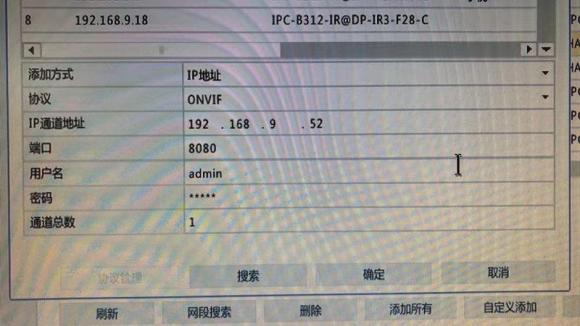 8 192.168.9.18 IPC-B312-IR@DP-IR3-F28-C
添加方式 IP地址
协议 ONVIF
IP通道地址 192 . 168 . 9 . 52
端口 8080
用户名 admin
密码 *****
通道总数 1
协议管理 搜索 确定 取消
刷新 网段搜索 删除 添加所有 自定义添加